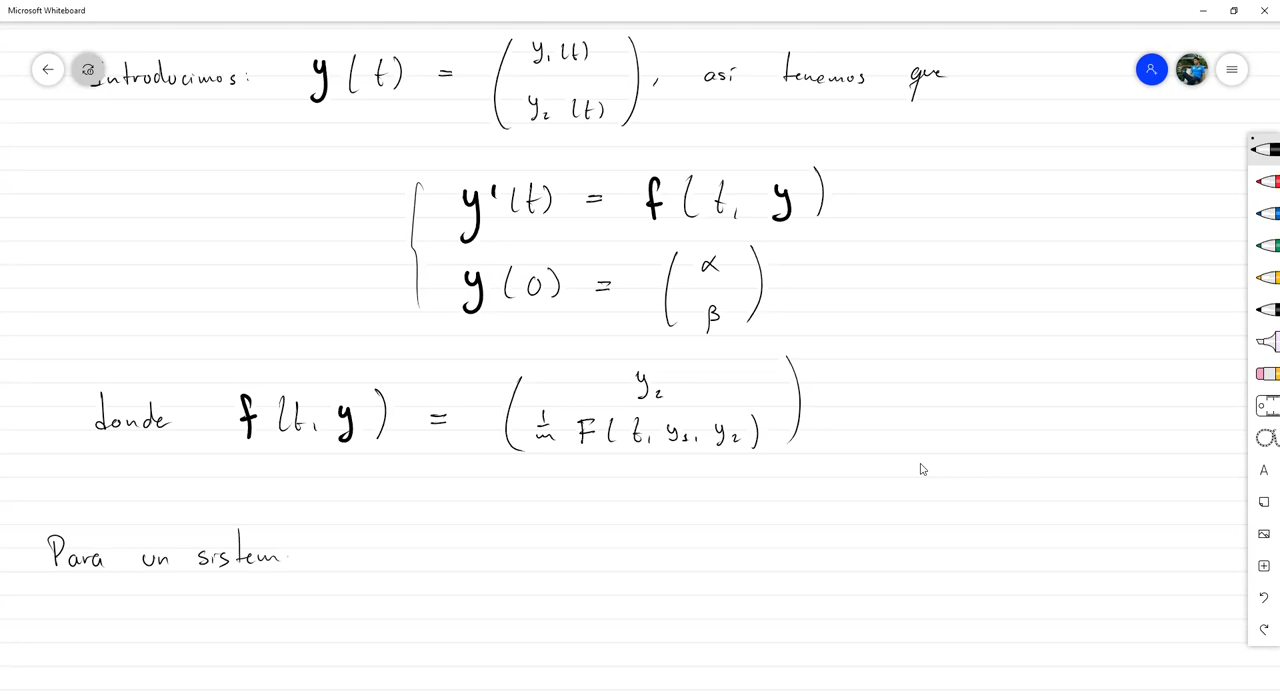 Microsoft Whiteboard
introducimos: y(t) = ( y₁(t) y₂(t) ), así tenemos que
y'(t) = f(t, y)
y(0) = ( α β )
donde f(t, y) = ( y₂ 1/m F(t, y₁, y₂) )
Para un sistem
A